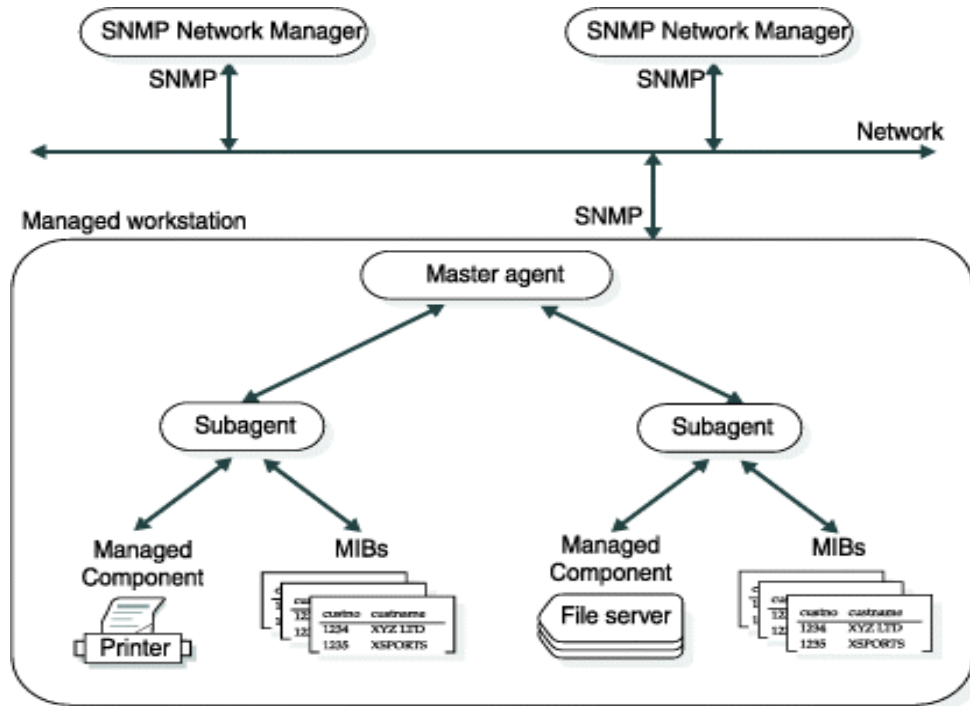 SNMP Network Manager
SNMP Network Manager
SNMP
SNMP
Network
SNMP
Managed workstation
Master agent
Subagent
Subagent
Managed
Component
MIBs
Managed
Component
MIBs
Printer
custno custname
1234 XYZ LTD
1235 XSPORTS
File server
custno custname
1234 XYZ LTD
1235 XSPORTS